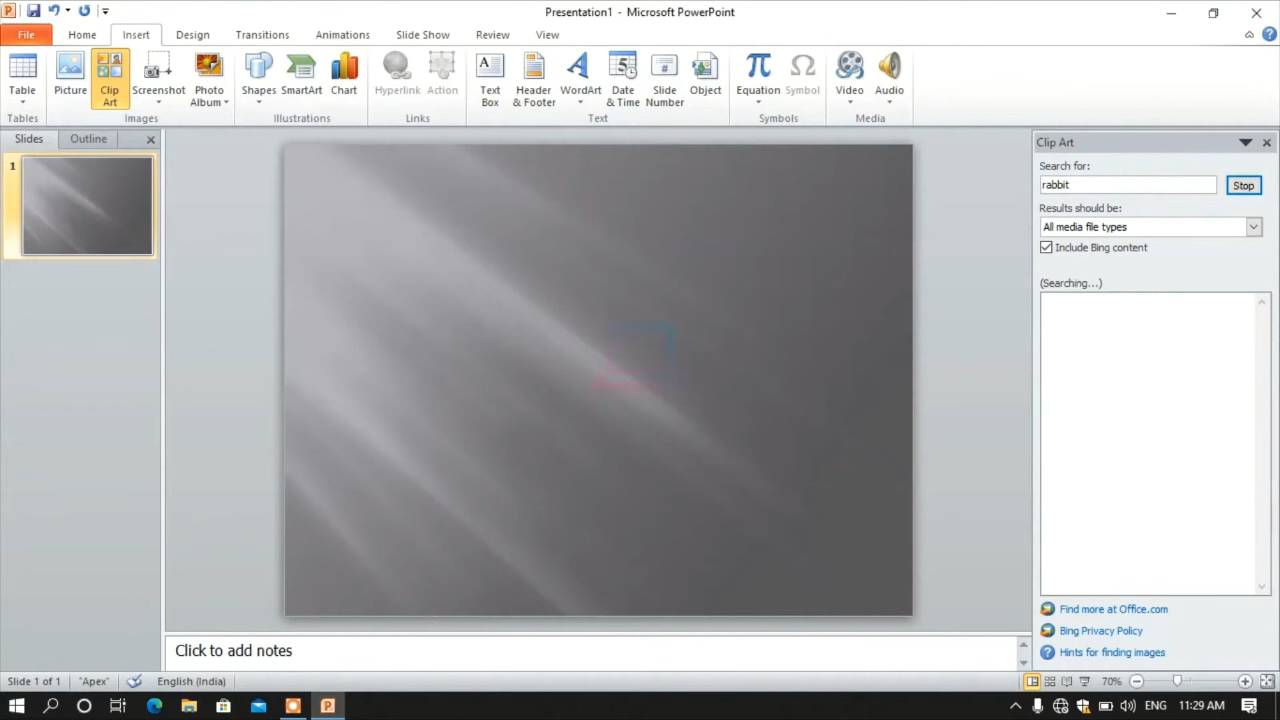 Presentation1 - Microsoft PowerPoint
File Home Insert Design Transitions Animations Slide Show Review View
Table Picture Clip Art Screenshot Photo Album Shapes SmartArt Chart Hyperlink Action Text Box Header & Footer WordArt Date & Time Slide Number Object Equation Symbol Video Audio
Tables Images Illustrations Links Text Symbols Media
Slides Outline
1
Clip Art
Search for:
rabbit Stop
Results should be:
All media file types
Include Bing content
(Searching...)
Find more at Office.com
Bing Privacy Policy
Hints for finding images
Click to add notes
Slide 1 of 1 "Apex" English (India) 70%
ENG 11:29 AM